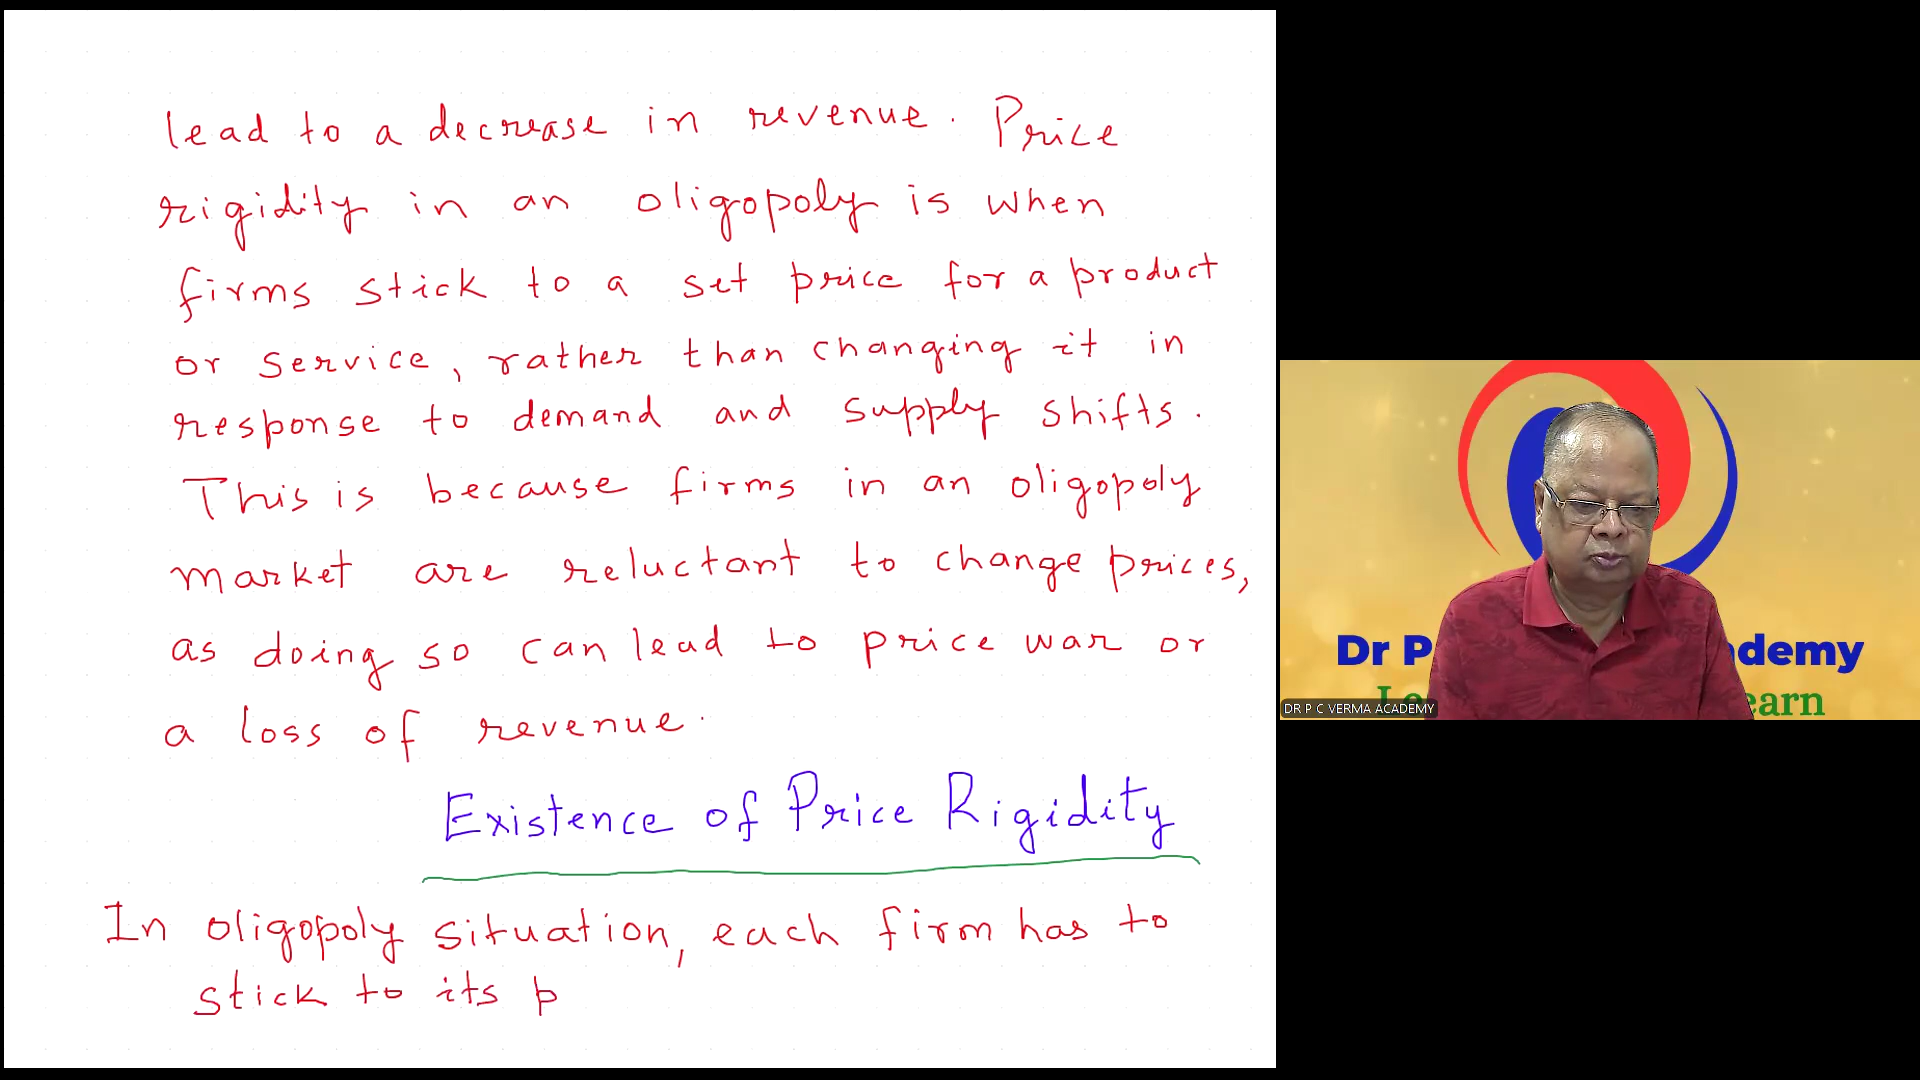 lead to a decrease in revenue. Price
rigidity in an oligopoly is when
firms stick to a set price for a product
or service, rather than changing it in
response to demand and supply shifts.
This is because firms in an oligopoly
market are reluctant to change prices,
as doing so can lead to price war or
a loss of revenue.
Existence of Price Rigidity
In oligopoly situation, each firm has to
stick to its p
Dr P demy
Le earn
DR P C VERMA ACADEMY